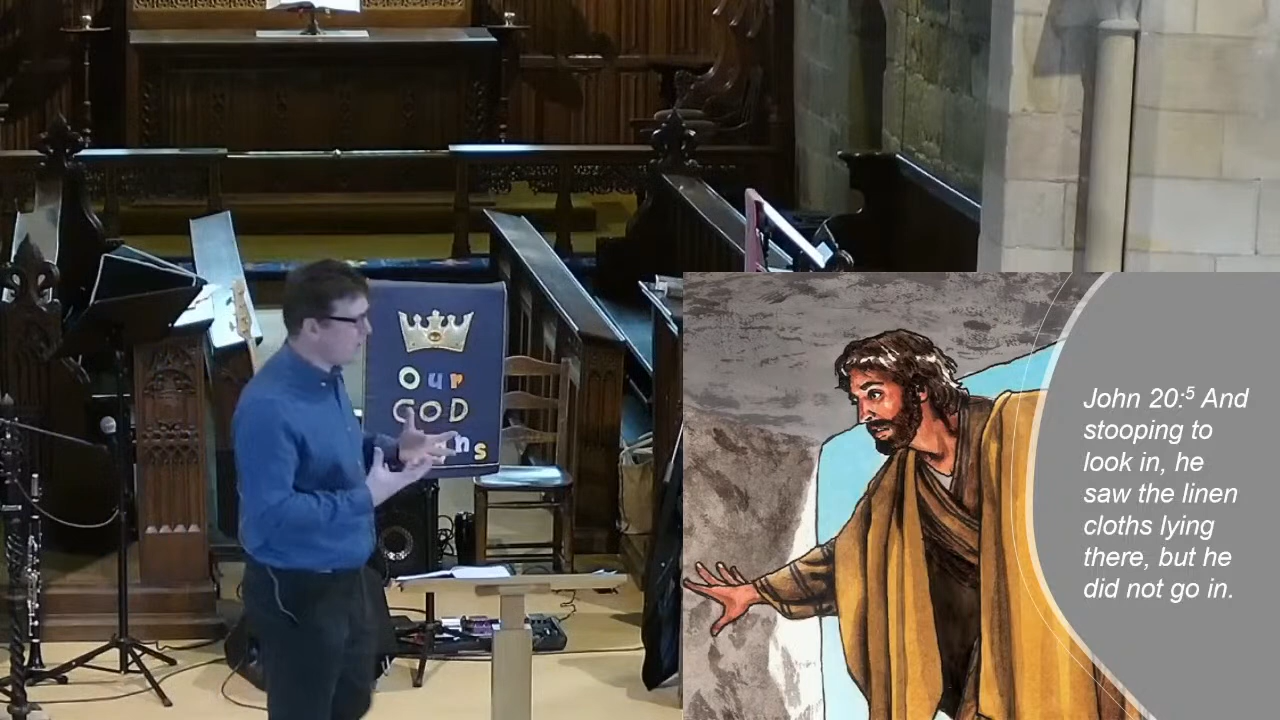 Our
GOD
John 20:⁵ And
stooping to
look in, he
saw the linen
cloths lying
there, but he
did not go in.